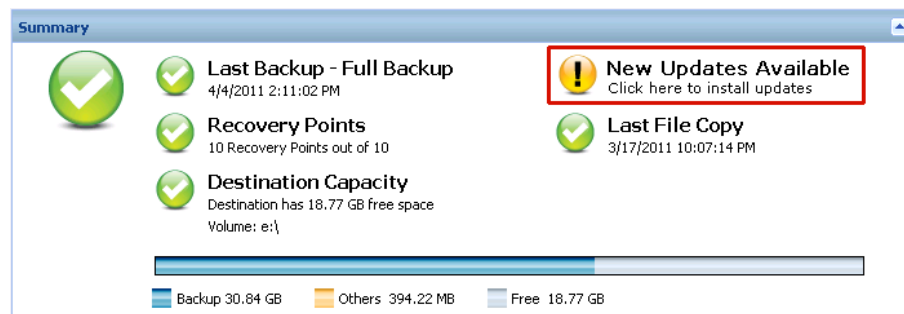 Summary
Last Backup - Full Backup
4/4/2011 2:11:02 PM
New Updates Available
Click here to install updates
Recovery Points
10 Recovery Points out of 10
Last File Copy
3/17/2011 10:07:14 PM
Destination Capacity
Destination has 18.77 GB free space
Volume: e:\
Backup 30.84 GB Others 394.22 MB Free 18.77 GB